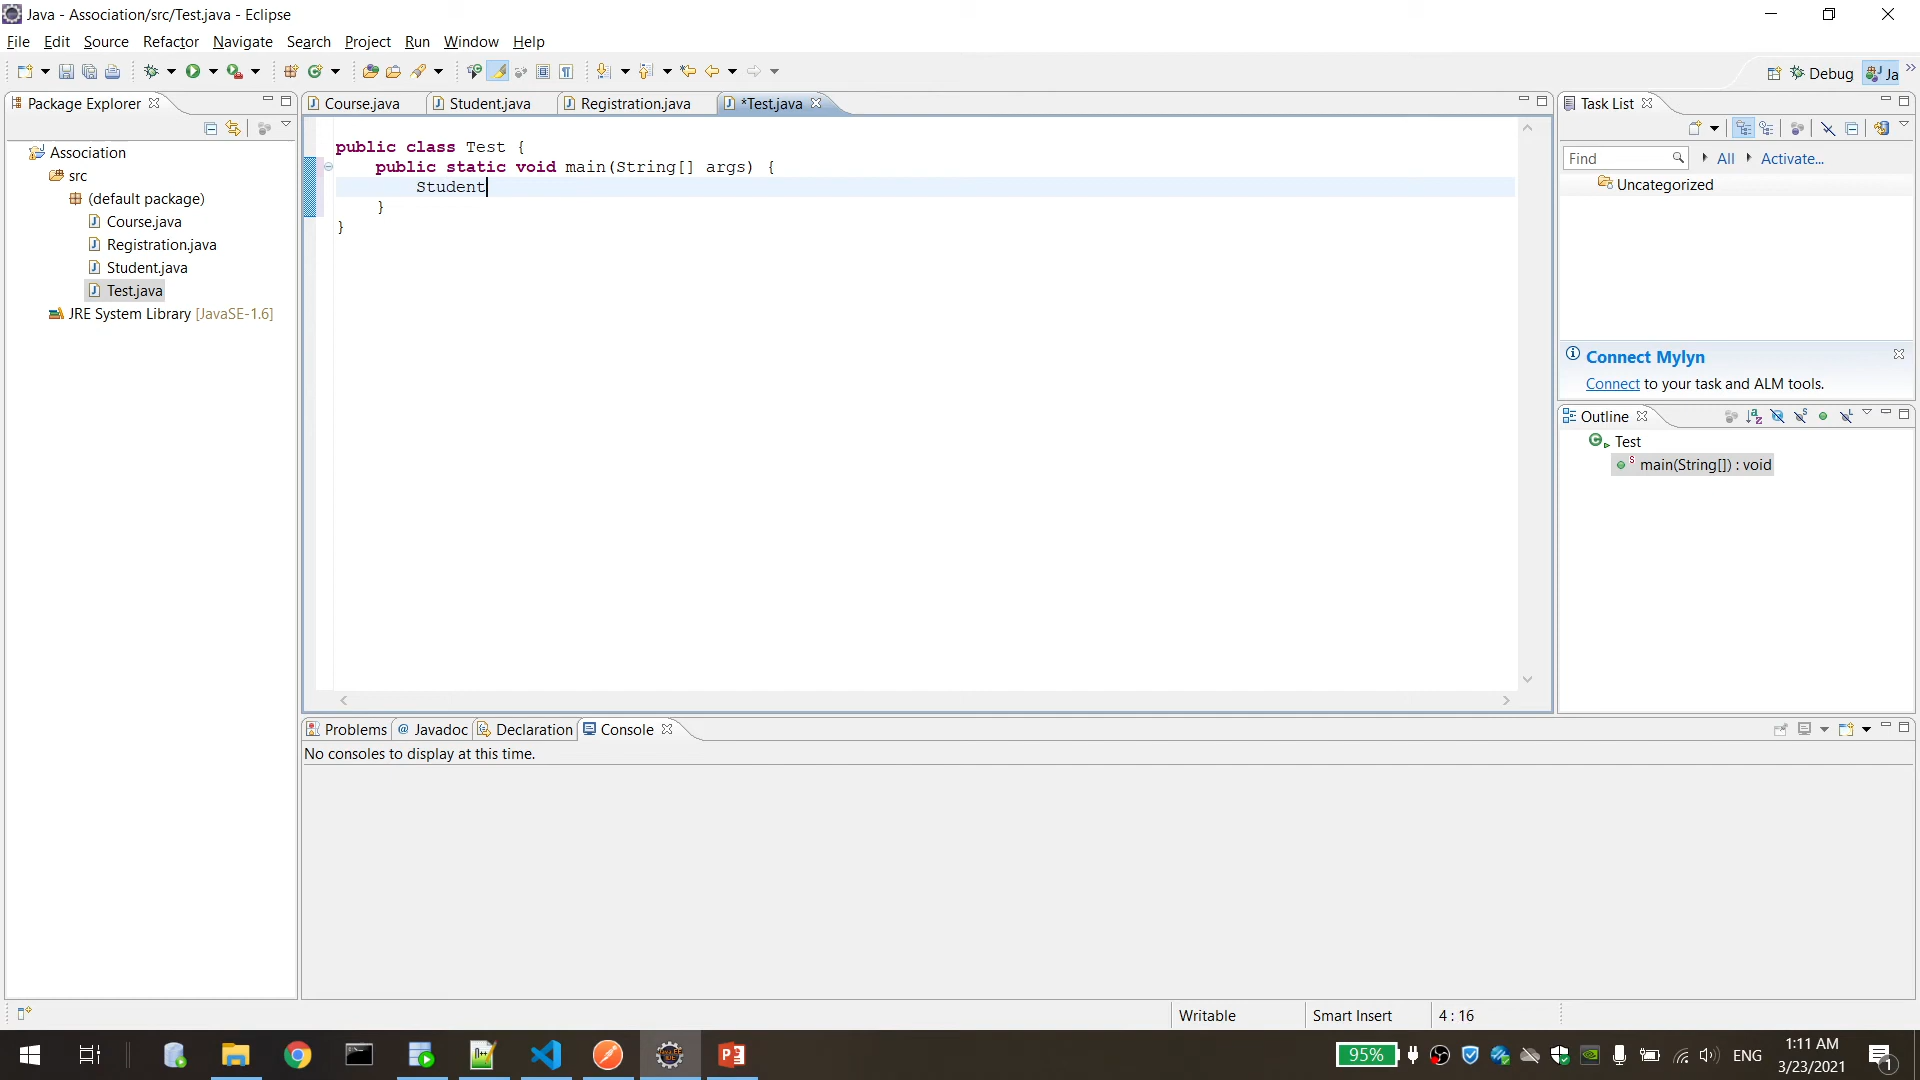 Java - Association/src/Test.java - Eclipse
File Edit Source Refactor Navigate Search Project Run Window Help
Debug Ja
Package Explorer
Association
src
(default package)
Course.java
Registration.java
Student.java
Test.java
JRE System Library [JavaSE-1.6]
Course.java Student.java Registration.java *Test.java
public class Test {
public static void main(String[] args) {
Student
}
}
Task List
Find All Activate...
Uncategorized
Connect Mylyn
Connect to your task and ALM tools.
Outline
Test
main(String[]) : void
Problems @ Javadoc Declaration Console
No consoles to display at this time.
Writable Smart Insert 4 : 16
95% ENG 1:11 AM
3/23/2021
1